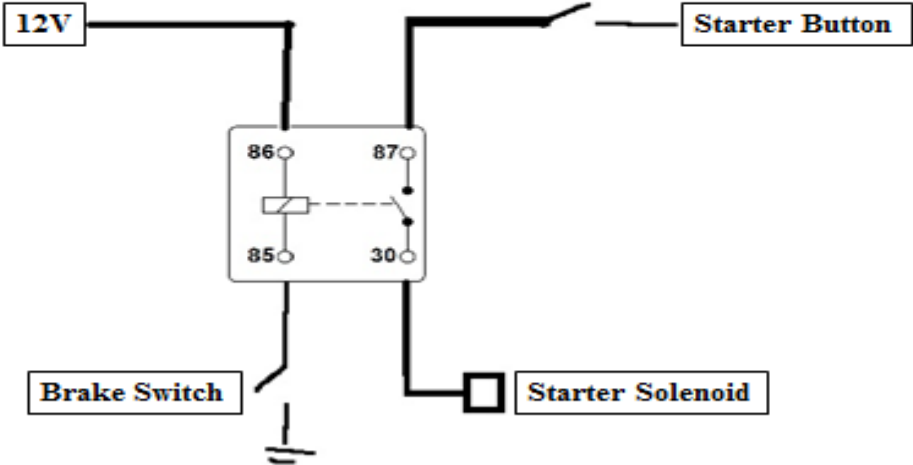 12V
Starter Button
86
87
85
30
Brake Switch
Starter Solenoid